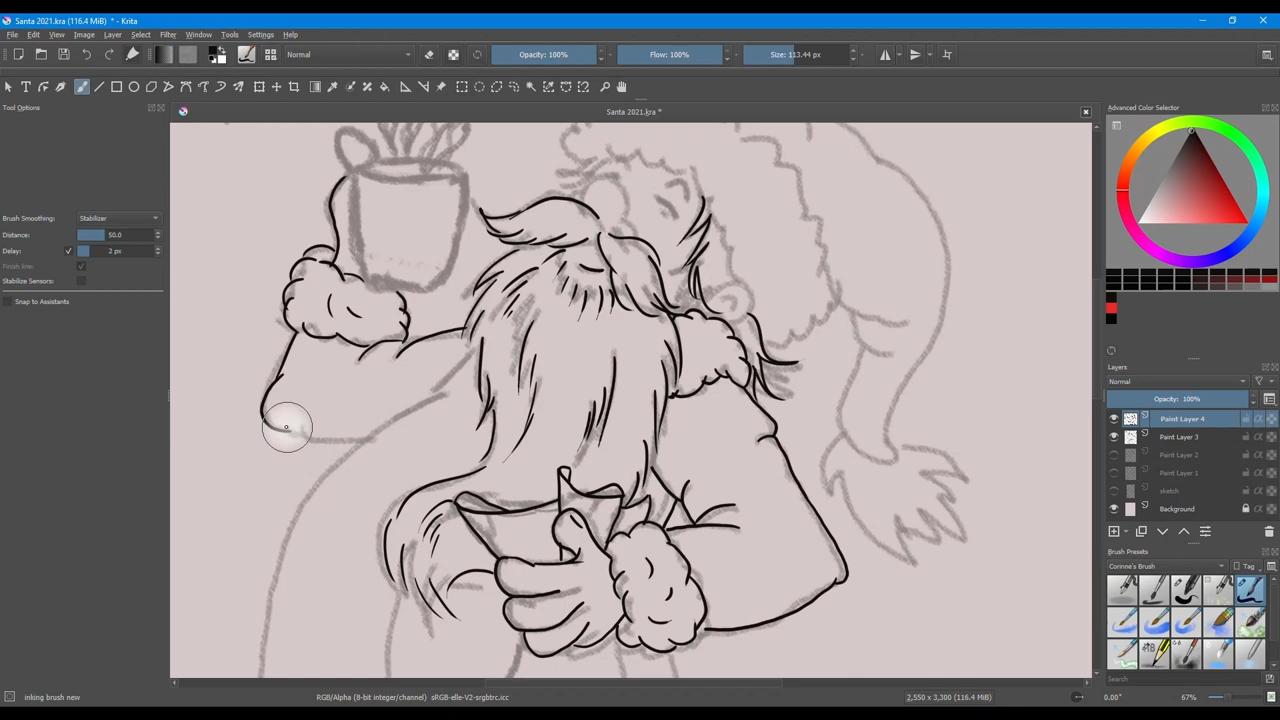 Santa 2021.kra (116.4 MiB) * - Krita
File Edit View Image Layer Select Filter Tools Settings Help
Normal Opacity: 100% Flow: 100% Size: 113.44 px
Tool Options
Santa 2021.kra *
Advanced Color Selector
Brush Smoothing: Stabilizer
Distance: 50.0
Delay: 2 px
Finish line:
Stabilize Sensors:
Snap to Assistants
Layers
Normal
Opacity: 100%
Paint Layer 4
Paint Layer 3
Paint Layer 2
Paint Layer 1
sketch
Background
Brush Presets
Corinne's Brush Tag
Search
inking brush new RGB/Alpha (8-bit integer/channel) sRGB-elle-V2-srgbtrc.icc 2,550 x 3,300 (116.4 MiB) 0.00° 67%